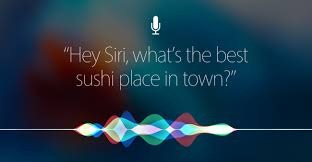 “Hey Siri, what’s the best
sushi place in town?”